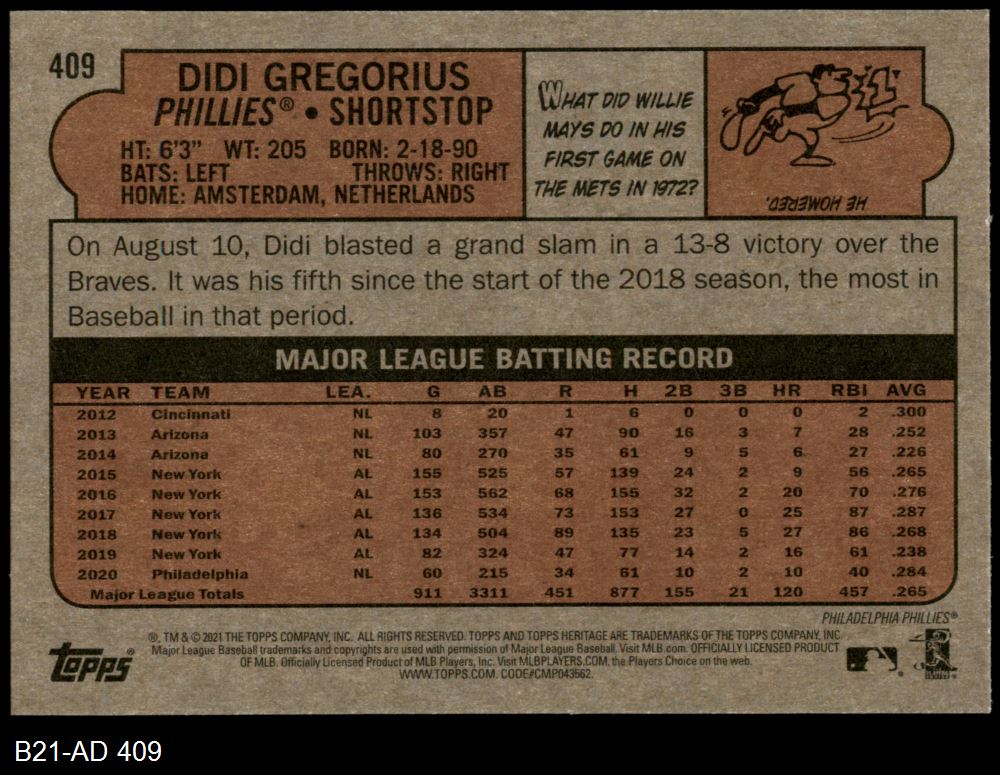 409
DIDI GREGORIUS
PHILLIES® • SHORTSTOP
HT: 6'3" WT: 205 BORN: 2-18-90
BATS: LEFT THROWS: RIGHT
HOME: AMSTERDAM, NETHERLANDS
WHAT DID WILLIE
MAYS DO IN HIS
FIRST GAME ON
THE METS IN 1972?
HE HOMERED.
On August 10, Didi blasted a grand slam in a 13-8 victory over the
Braves. It was his fifth since the start of the 2018 season, the most in
Baseball in that period.
MAJOR LEAGUE BATTING RECORD
YEAR TEAM LEA. G AB R H 2B 3B HR RBI AVG
2012 Cincinnati NL 8 20 1 6 0 0 0 2 .300
2013 Arizona NL 103 357 47 90 16 3 7 28 .252
2014 Arizona NL 80 270 35 61 9 5 6 27 .226
2015 New York AL 155 525 57 139 24 2 9 56 .265
2016 New York AL 153 562 68 155 32 2 20 70 .276
2017 New York AL 136 534 73 153 27 0 25 87 .287
2018 New York AL 134 504 89 135 23 5 27 86 .268
2019 New York AL 82 324 47 77 14 2 16 61 .238
2020 Philadelphia NL 60 215 34 61 10 2 10 40 .284
Major League Totals 911 3311 451 877 155 21 120 457 .265
PHILADELPHIA PHILLIES®
®, TM & © 2021 THE TOPPS COMPANY, INC. ALL RIGHTS RESERVED. TOPPS AND TOPPS HERITAGE ARE TRADEMARKS OF THE TOPPS COMPANY, INC.
Major League Baseball trademarks and copyrights are used with permission of Major League Baseball. Visit MLB.com. OFFICIALLY LICENSED PRODUCT
OF MLB. Officially Licensed Product of MLB Players, Inc. Visit MLBPLAYERS.COM, the Players Choice on the web.
WWW.TOPPS.COM. CODE#CMP043562.
topps®
B21-AD 409